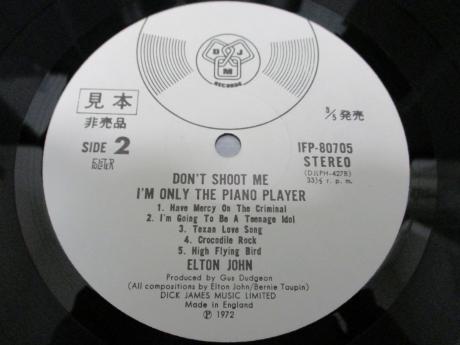 D J M
RECORDS
見本
非売品
3/5 発売
SIDE 2
IFP-80705
STEREO
(DJLPH-427B)
33⅓ r. p. m.
DON'T SHOOT ME
I'M ONLY THE PIANO PLAYER
1. Have Mercy On The Criminal
2. I'm Going To Be A Teenage Idol
3. Texan Love Song
4. Crocodile Rock
5. High Flying Bird
ELTON JOHN
Produced by Gus Dudgeon
(All compositions by Elton John/Bernie Taupin)
DICK JAMES MUSIC LIMITED
Made in England
Ⓟ 1972